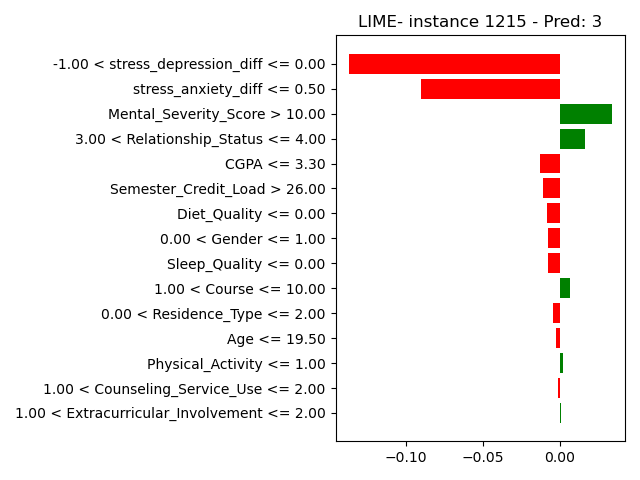 LIME- instance 1215 - Pred: 3
-1.00 < stress_depression_diff <= 0.00
stress_anxiety_diff <= 0.50
Mental_Severity_Score > 10.00
3.00 < Relationship_Status <= 4.00
CGPA <= 3.30
Semester_Credit_Load > 26.00
Diet_Quality <= 0.00
0.00 < Gender <= 1.00
Sleep_Quality <= 0.00
1.00 < Course <= 10.00
0.00 < Residence_Type <= 2.00
Age <= 19.50
Physical_Activity <= 1.00
1.00 < Counseling_Service_Use <= 2.00
1.00 < Extracurricular_Involvement <= 2.00
−0.10 −0.05 0.00